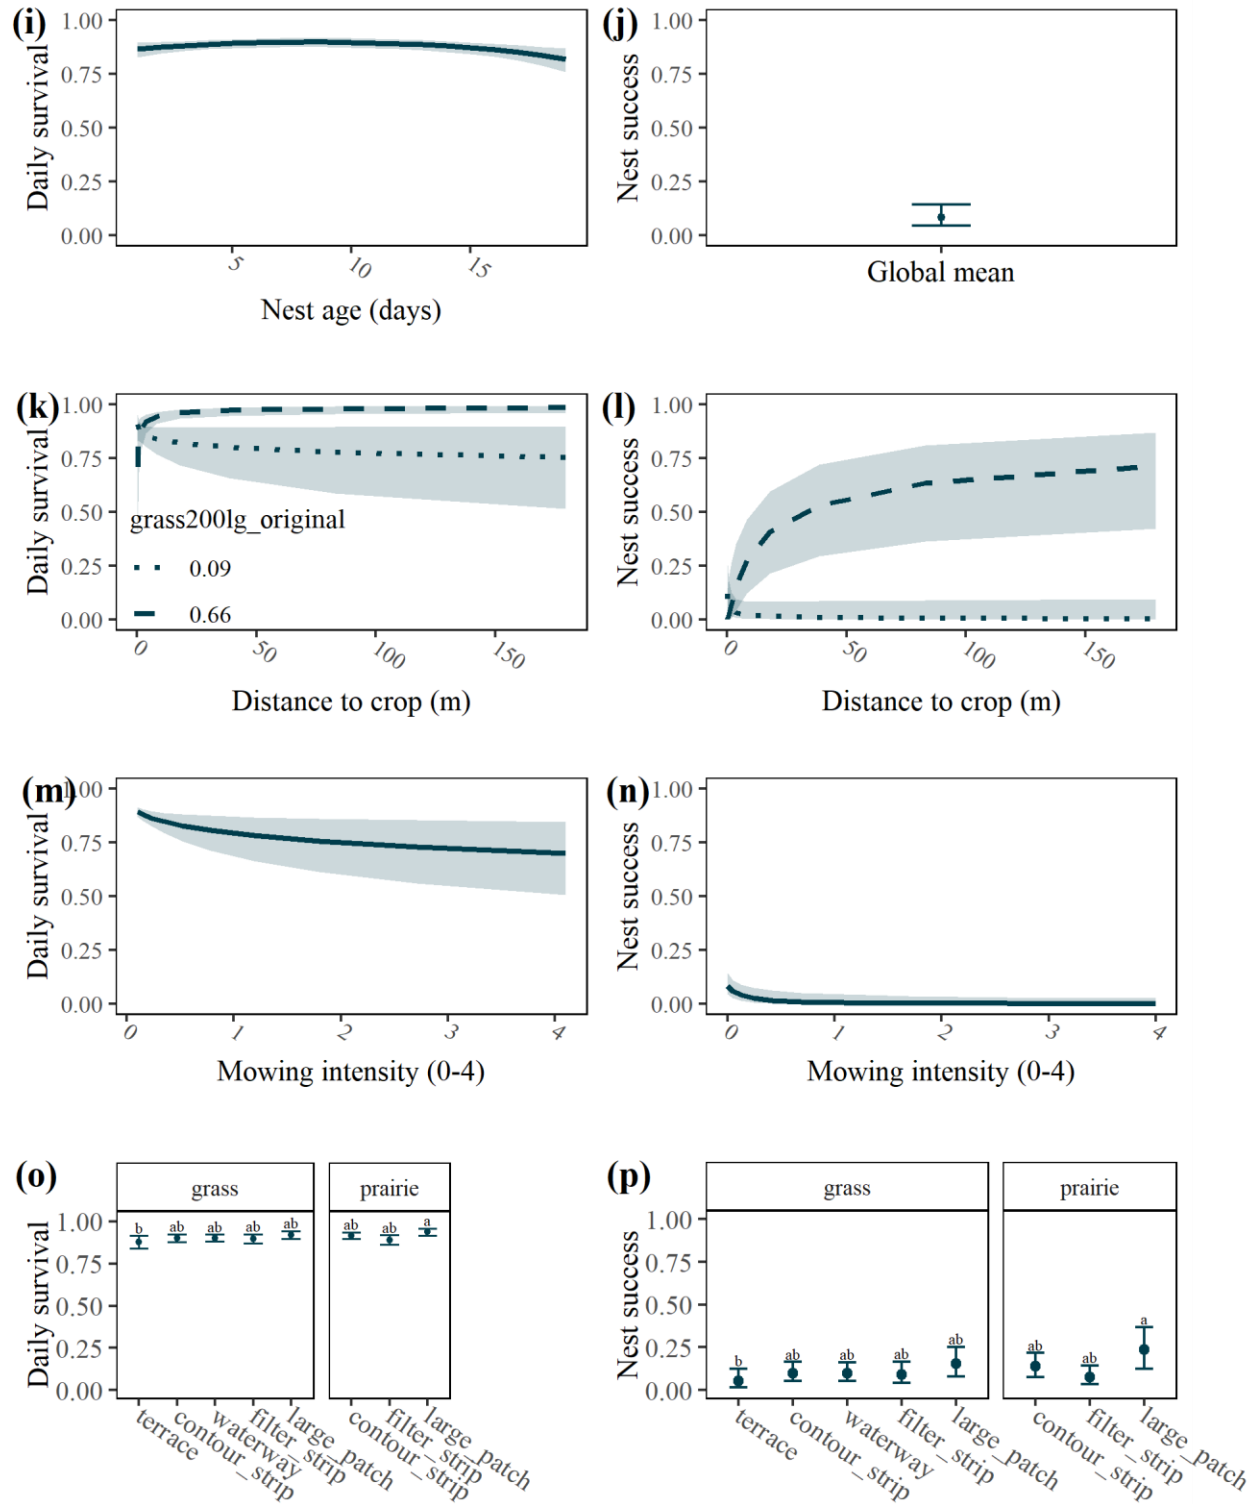 (i)
Daily survival
1.00
0.75
0.50
0.25
0.00
5
10
15
Nest age (days)
(j)
Nest success
1.00
0.75
0.50
0.25
0.00
Global mean
(k)
Daily survival
1.00
0.75
0.50
0.25
0.00
grass200lg_original
0.09
0.66
0
50
100
150
Distance to crop (m)
(l)
Nest success
1.00
0.75
0.50
0.25
0.00
0
50
100
150
Distance to crop (m)
(m)
Daily survival
1.00
0.75
0.50
0.25
0.00
0
1
2
3
4
Mowing intensity (0-4)
(n)
Nest success
1.00
0.75
0.50
0.25
0.00
0
1
2
3
4
Mowing intensity (0-4)
(o)
grass
prairie
Daily survival
1.00
0.75
0.50
0.25
0.00
b
ab
ab
ab
ab
ab
ab
a
terrace
contour_strip
waterway
filter_strip
large_patch
contour_strip
filter_strip
large_patch
(p)
grass
prairie
Nest success
1.00
0.75
0.50
0.25
0.00
b
ab
ab
ab
ab
ab
ab
a
terrace
contour_strip
waterway
filter_strip
large_patch
contour_strip
filter_strip
large_patch